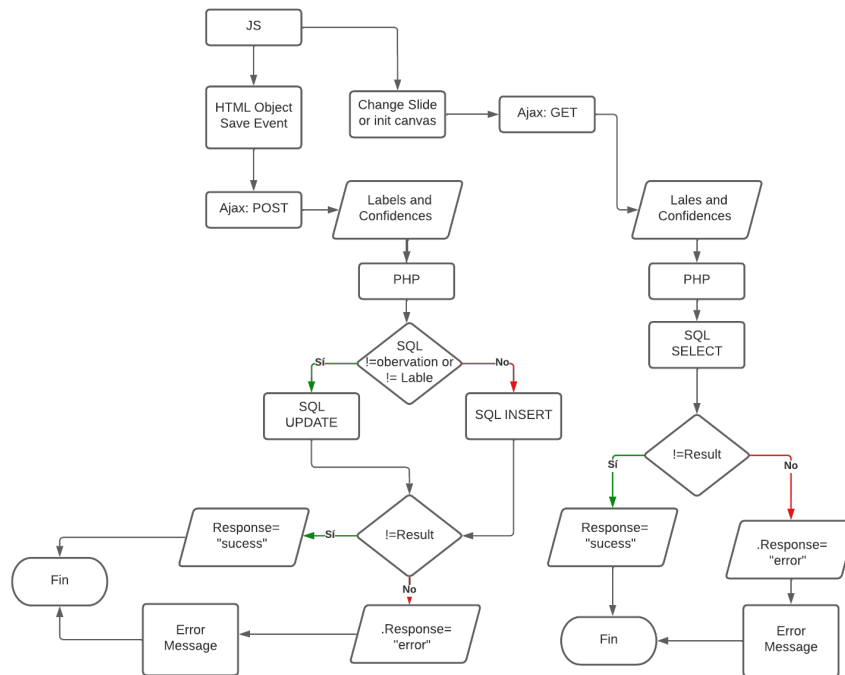 JS
HTML Object
Save Event
Change Slide
or init canvas
Ajax: GET
Ajax: POST
Labels and
Confidences
Lales and
Confidences
PHP
PHP
SQL
!=obervation or
!= Lable
Sí
No
SQL
SELECT
SQL
UPDATE
SQL INSERT
!=Result
Sí
No
Response=
"sucess"
Sí
!=Result
No
Response=
"sucess"
.Response=
"error"
Fin
Error
Message
.Response=
"error"
Fin
Error
Message